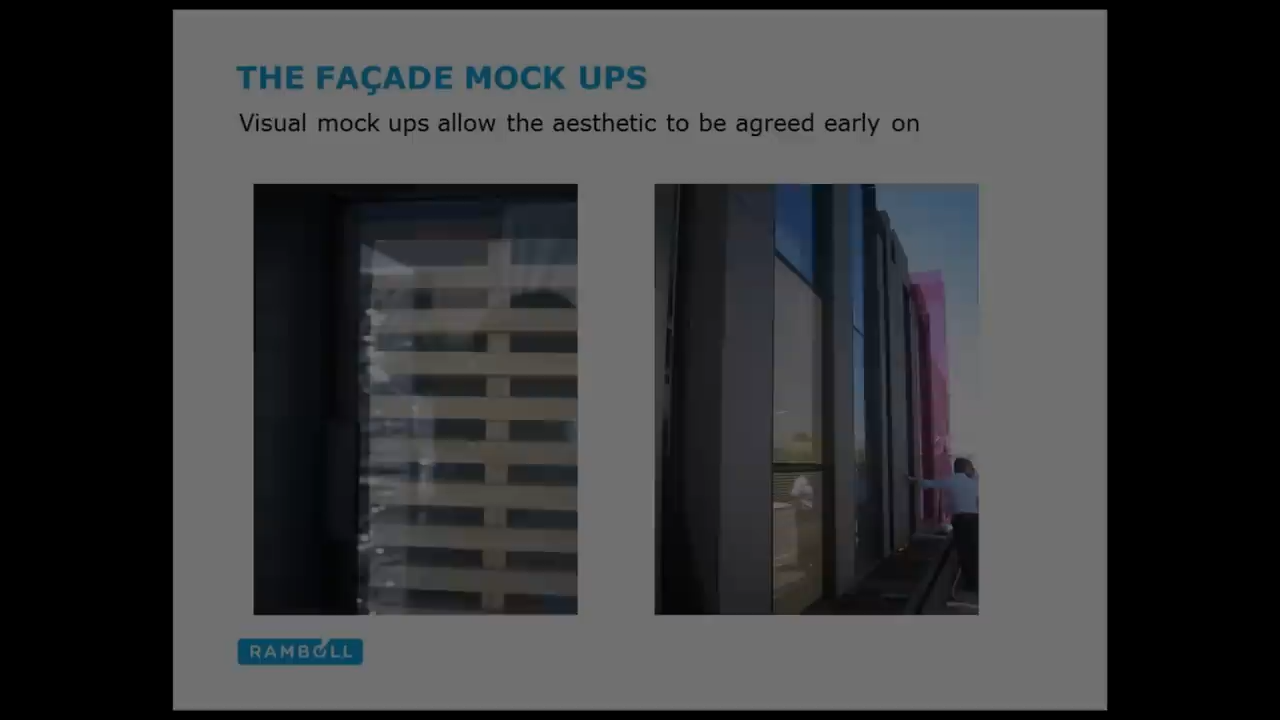 THE FAÇADE MOCK UPS
Visual mock ups allow the aesthetic to be agreed early on
RAMBOLL